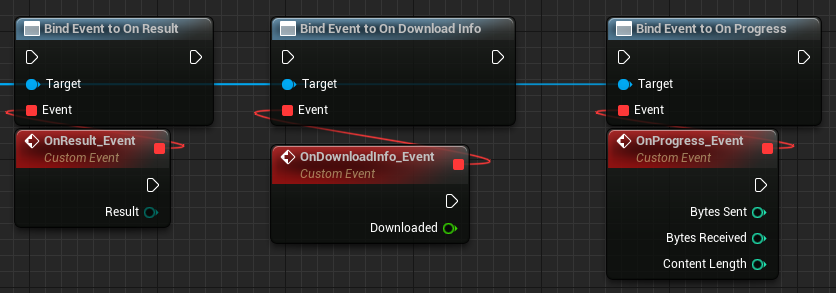 Bind Event to On Result
Target
Event
OnResult_Event
Custom Event
Result
Bind Event to On Download Info
Target
Event
OnDownloadInfo_Event
Custom Event
Downloaded
Bind Event to On Progress
Target
Event
OnProgress_Event
Custom Event
Bytes Sent
Bytes Received
Content Length